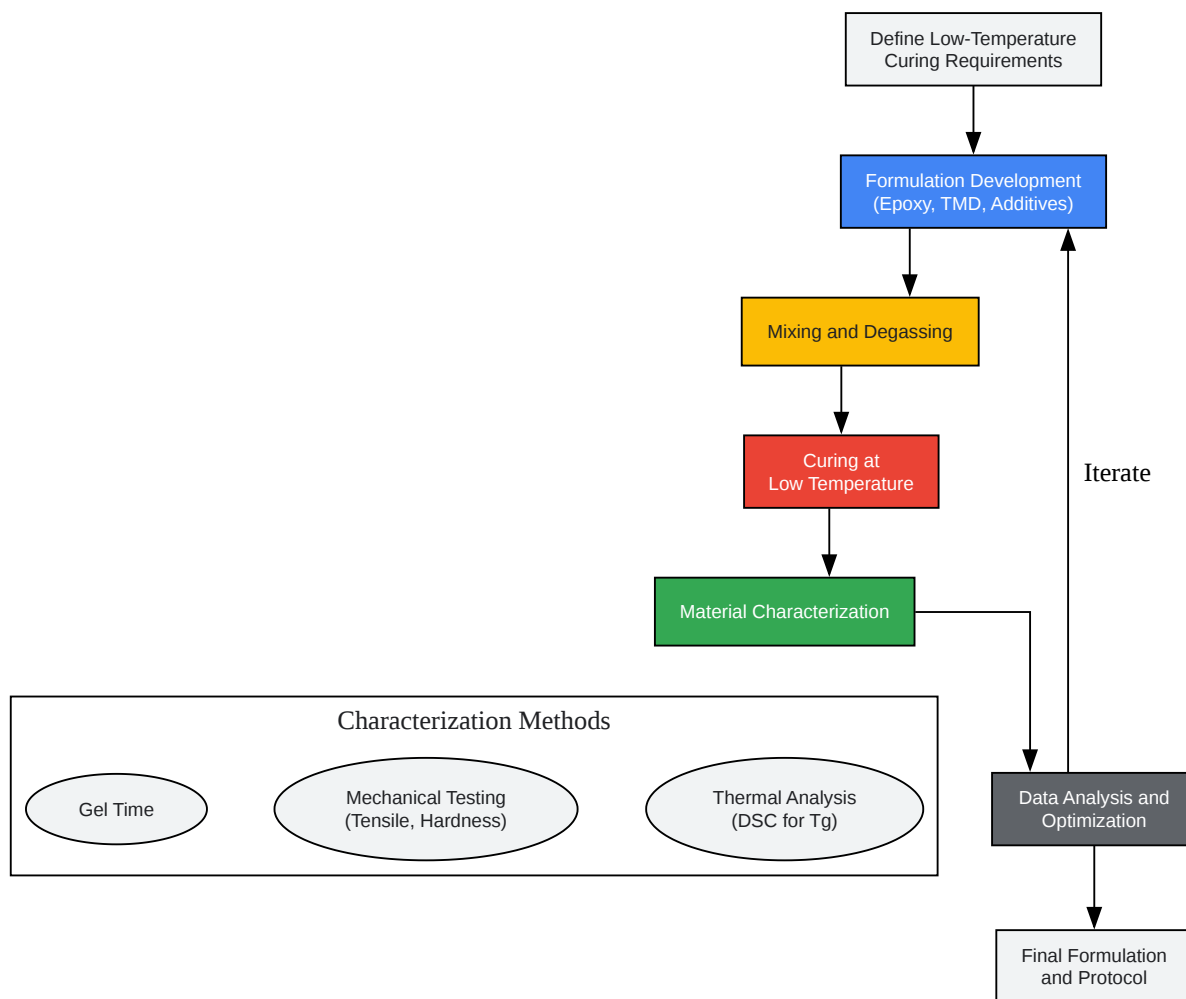 Define Low-Temperature
Curing Requirements
Formulation Development
(Epoxy, TMD, Additives)
Mixing and Degassing
Curing at
Low Temperature
Iterate
Material Characterization
Characterization Methods
Gel Time
Mechanical Testing
(Tensile, Hardness)
Thermal Analysis
(DSC for Tg)
Data Analysis and
Optimization
Final Formulation
and Protocol